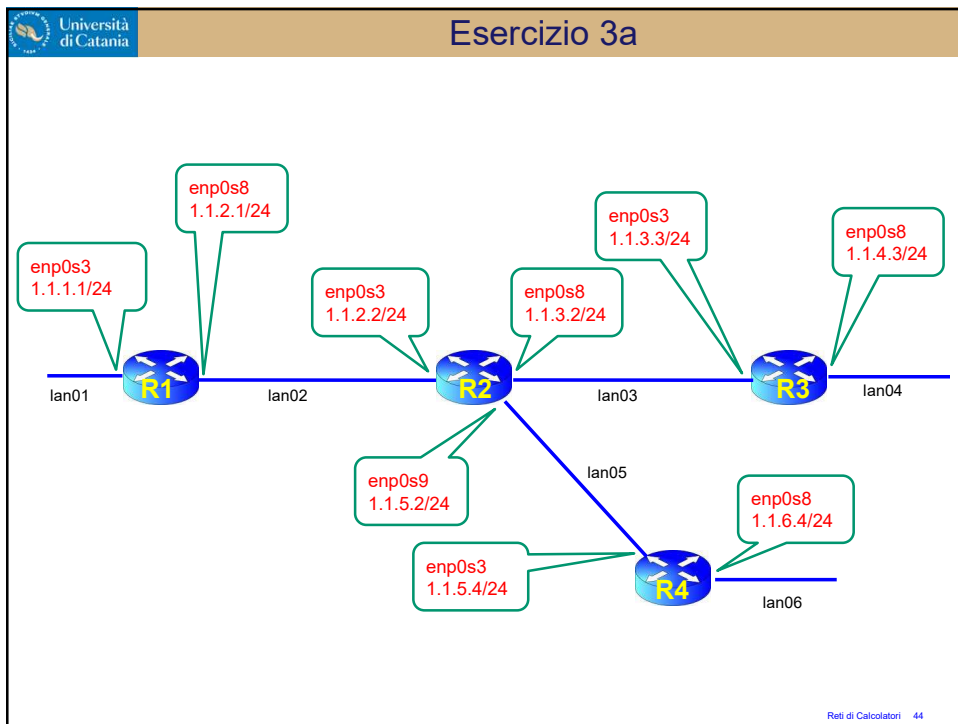 Università
di Catania
Esercizio 3a
enp0s8
1.1.2.1/24
enp0s3
1.1.3.3/24
enp0s8
1.1.4.3/24
enp0s3
1.1.1.1/24
enp0s3
1.1.2.2/24
enp0s8
1.1.3.2/24
R1
R2
R3
lan01
lan02
lan03
lan04
enp0s9
1.1.5.2/24
lan05
enp0s8
1.1.6.4/24
enp0s3
1.1.5.4/24
R4
lan06
Reti di Calcolatori 44